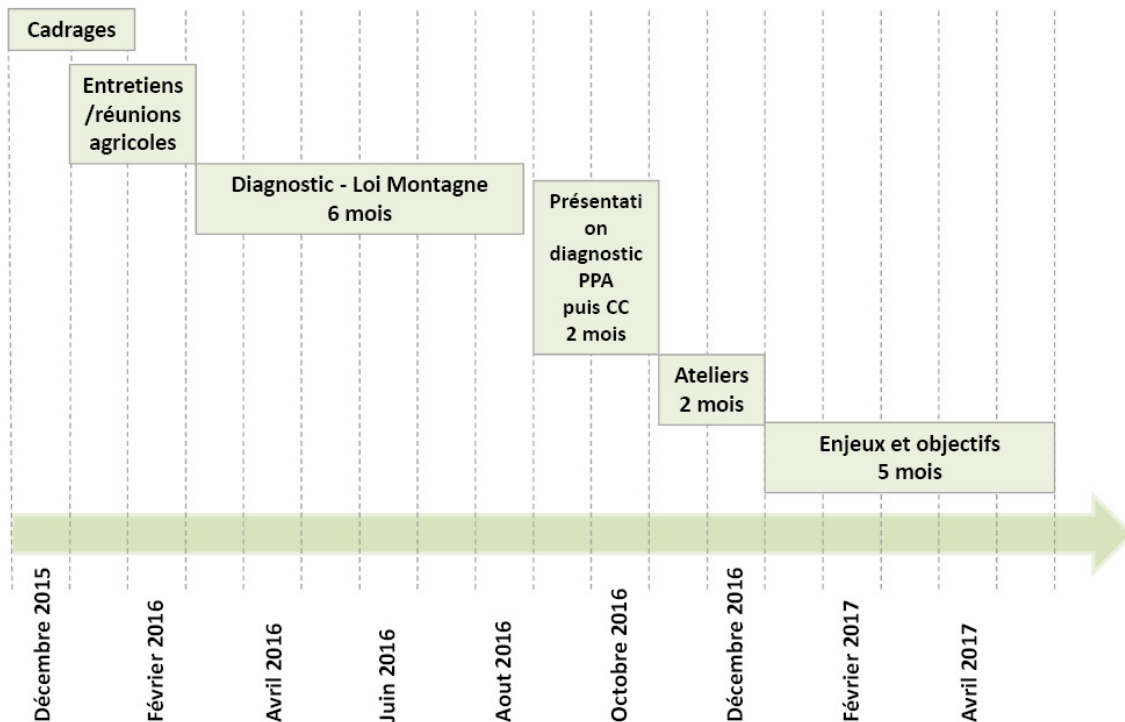 Cadrages
Entretiens
/réunions
agricoles
Diagnostic - Loi Montagne
6 mois
Présentati
on
diagnostic
PPA
puis CC
2 mois
Ateliers
2 mois
Enjeux et objectifs
5 mois
Décembre 2015
Février 2016
Avril 2016
Juin 2016
Aout 2016
Octobre 2016
Décembre 2016
Février 2017
Avril 2017